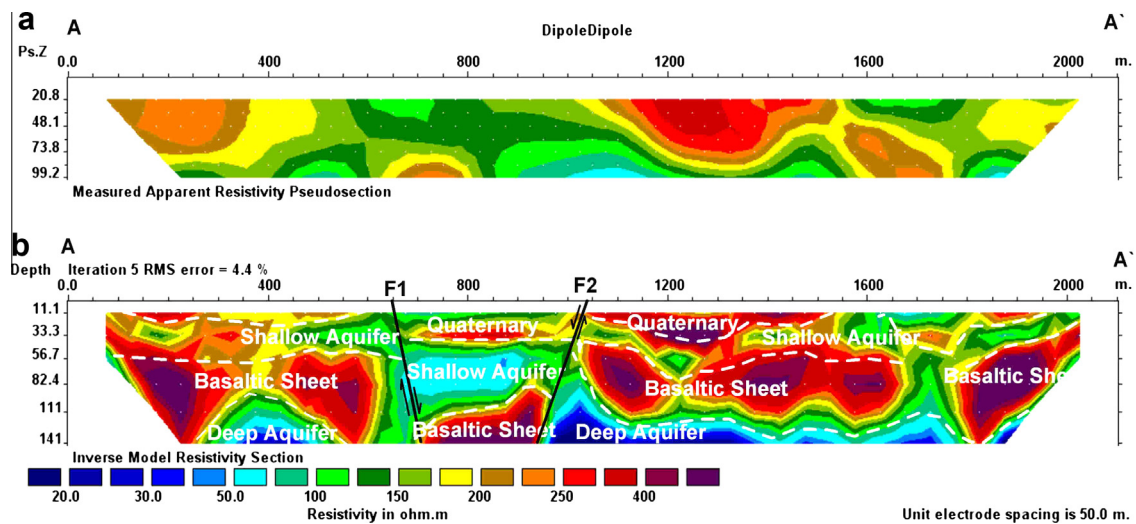 a A A`
DipoleDipole
Ps.Z
0.0 400 800 1200 1600 2000 m.
20.8
48.1
73.8
99.2
Measured Apparent Resistivity Pseudosection
b A A`
Depth Iteration 5 RMS error = 4.4 %
0.0 400 F1 800 F2 1200 1600 2000 m.
11.1
33.3
56.7
82.4
111
141
Quaternary Quaternary
Shallow Aquifer Shallow Aquifer
Shallow Aquifer
Basaltic Sheet Basaltic Sheet Basaltic She
Deep Aquifer Basaltic Sheet Deep Aquifer
Inverse Model Resistivity Section
20.0 30.0 50.0 100 150 200 250 400
Resistivity in ohm.m
Unit electrode spacing is 50.0 m.